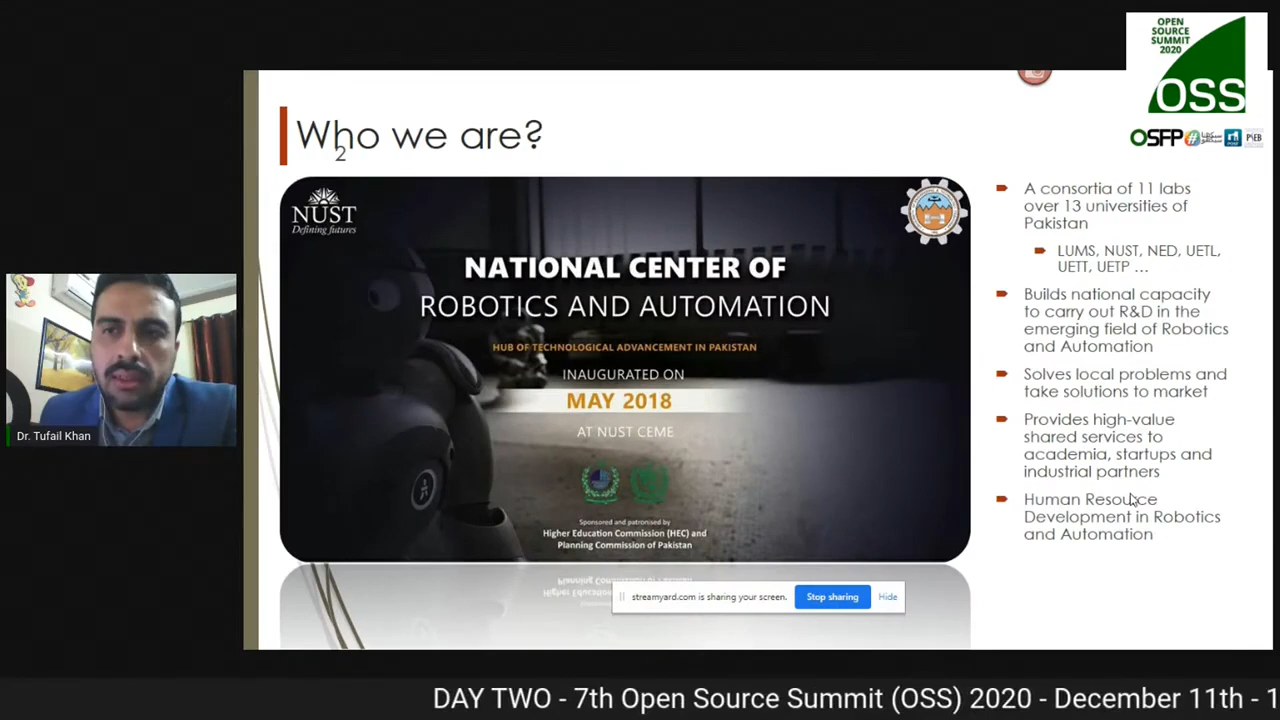 OPEN
SOURCE
SUMMIT
2020
OSS
OSFP
PSEB
Who we are?
2
NUST
Defining futures
NATIONAL CENTER OF
ROBOTICS AND AUTOMATION
HUB OF TECHNOLOGICAL ADVANCEMENT IN PAKISTAN
INAUGURATED ON
MAY 2018
AT NUST CEME
Sponsored and patronised by
Higher Education Commission (HEC) and
Planning Commission of Pakistan
A consortia of 11 labs
over 13 universities of
Pakistan
LUMS, NUST, NED, UETL,
UETT, UETP ...
Builds national capacity
to carry out R&D in the
emerging field of Robotics
and Automation
Solves local problems and
take solutions to market
Provides high-value
shared services to
academia, startups and
industrial partners
Human Resource
Development in Robotics
and Automation
Dr. Tufail Khan
streamyard.com is sharing your screen.
Stop sharing
Hide
DAY TWO - 7th Open Source Summit (OSS) 2020 - December 11th - 1